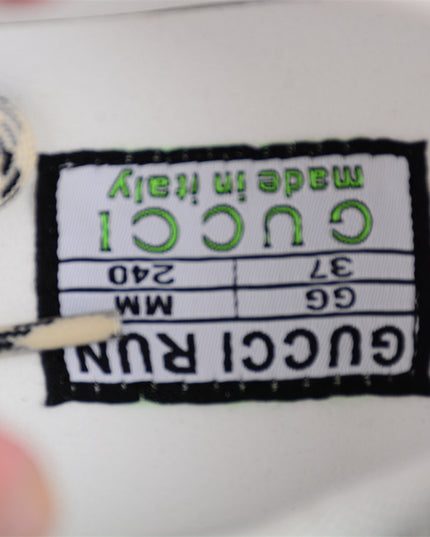 GUCCI RUN
GG MM
37 240
GUCCI
made in italy